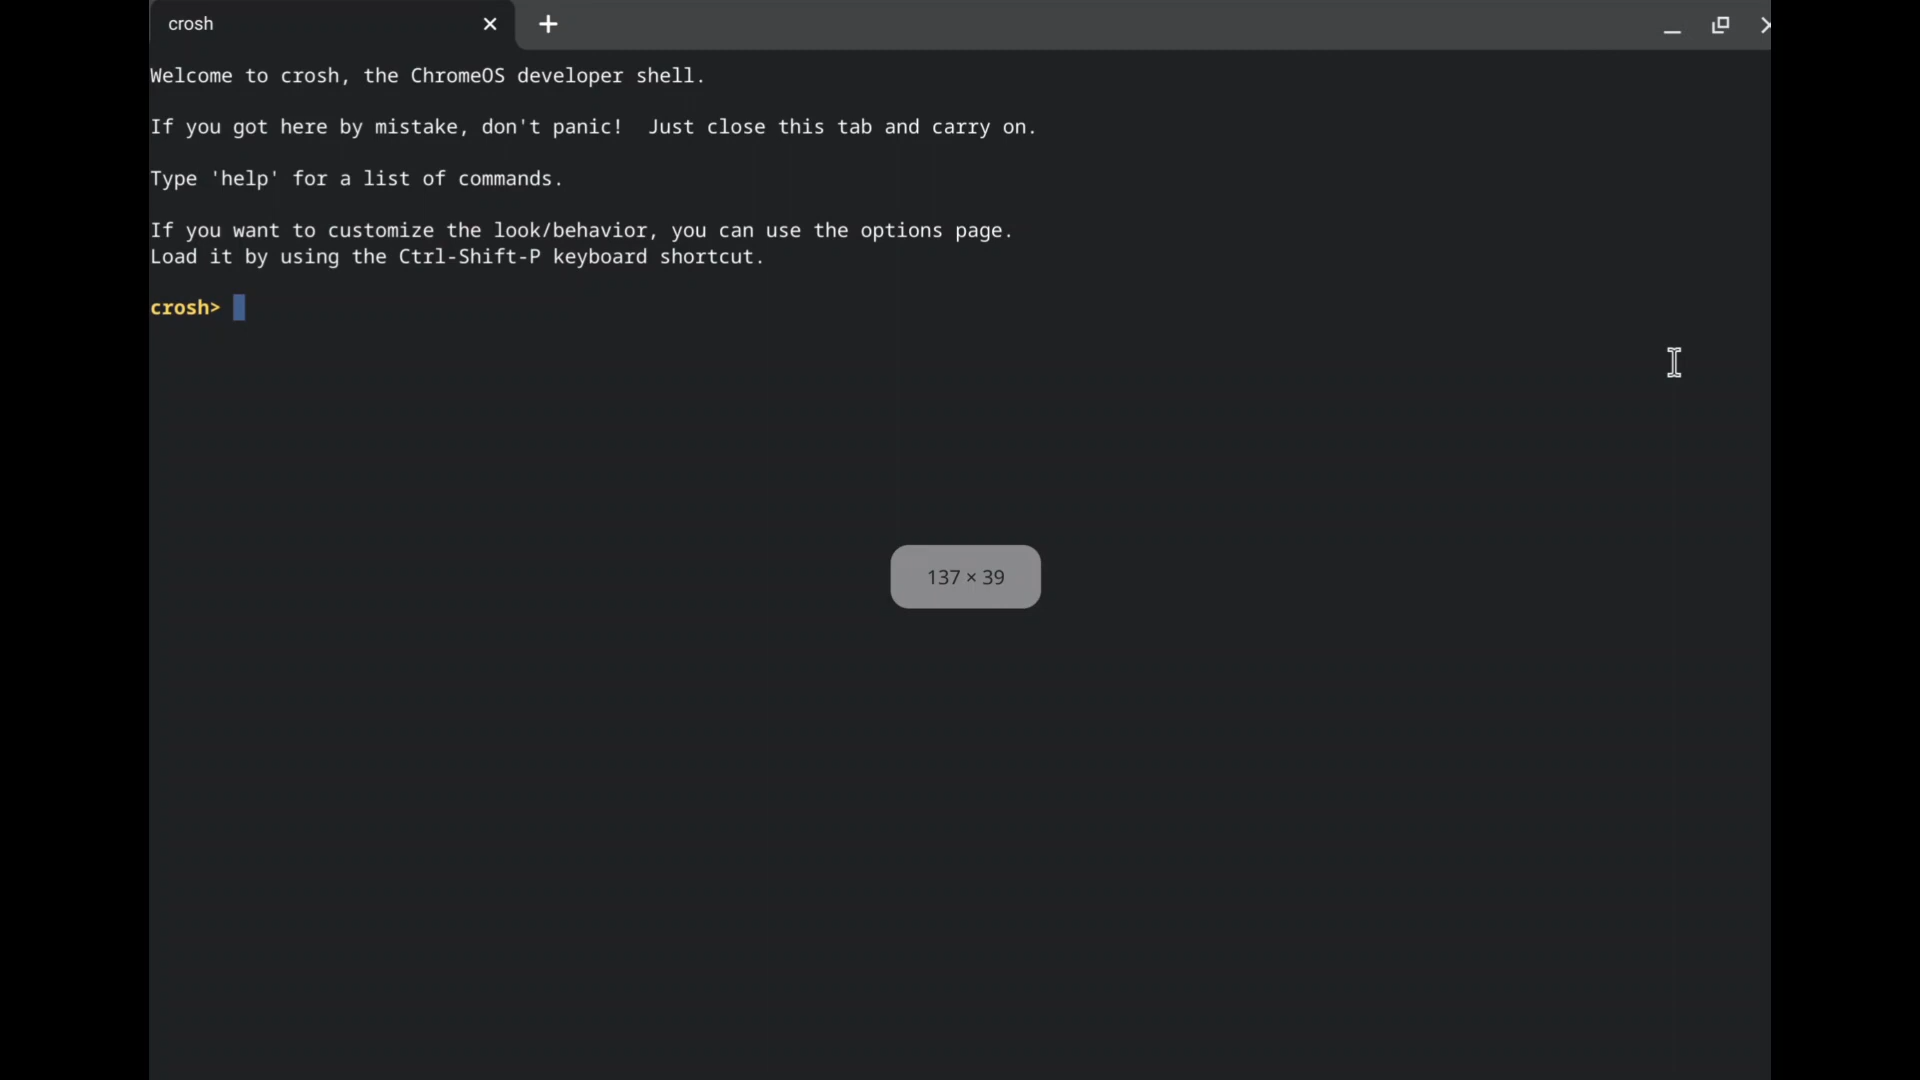 crosh
Welcome to crosh, the ChromeOS developer shell.
If you got here by mistake, don't panic!  Just close this tab and carry on.
Type 'help' for a list of commands.
If you want to customize the look/behavior, you can use the options page.
Load it by using the Ctrl-Shift-P keyboard shortcut.
crosh>
137 × 39